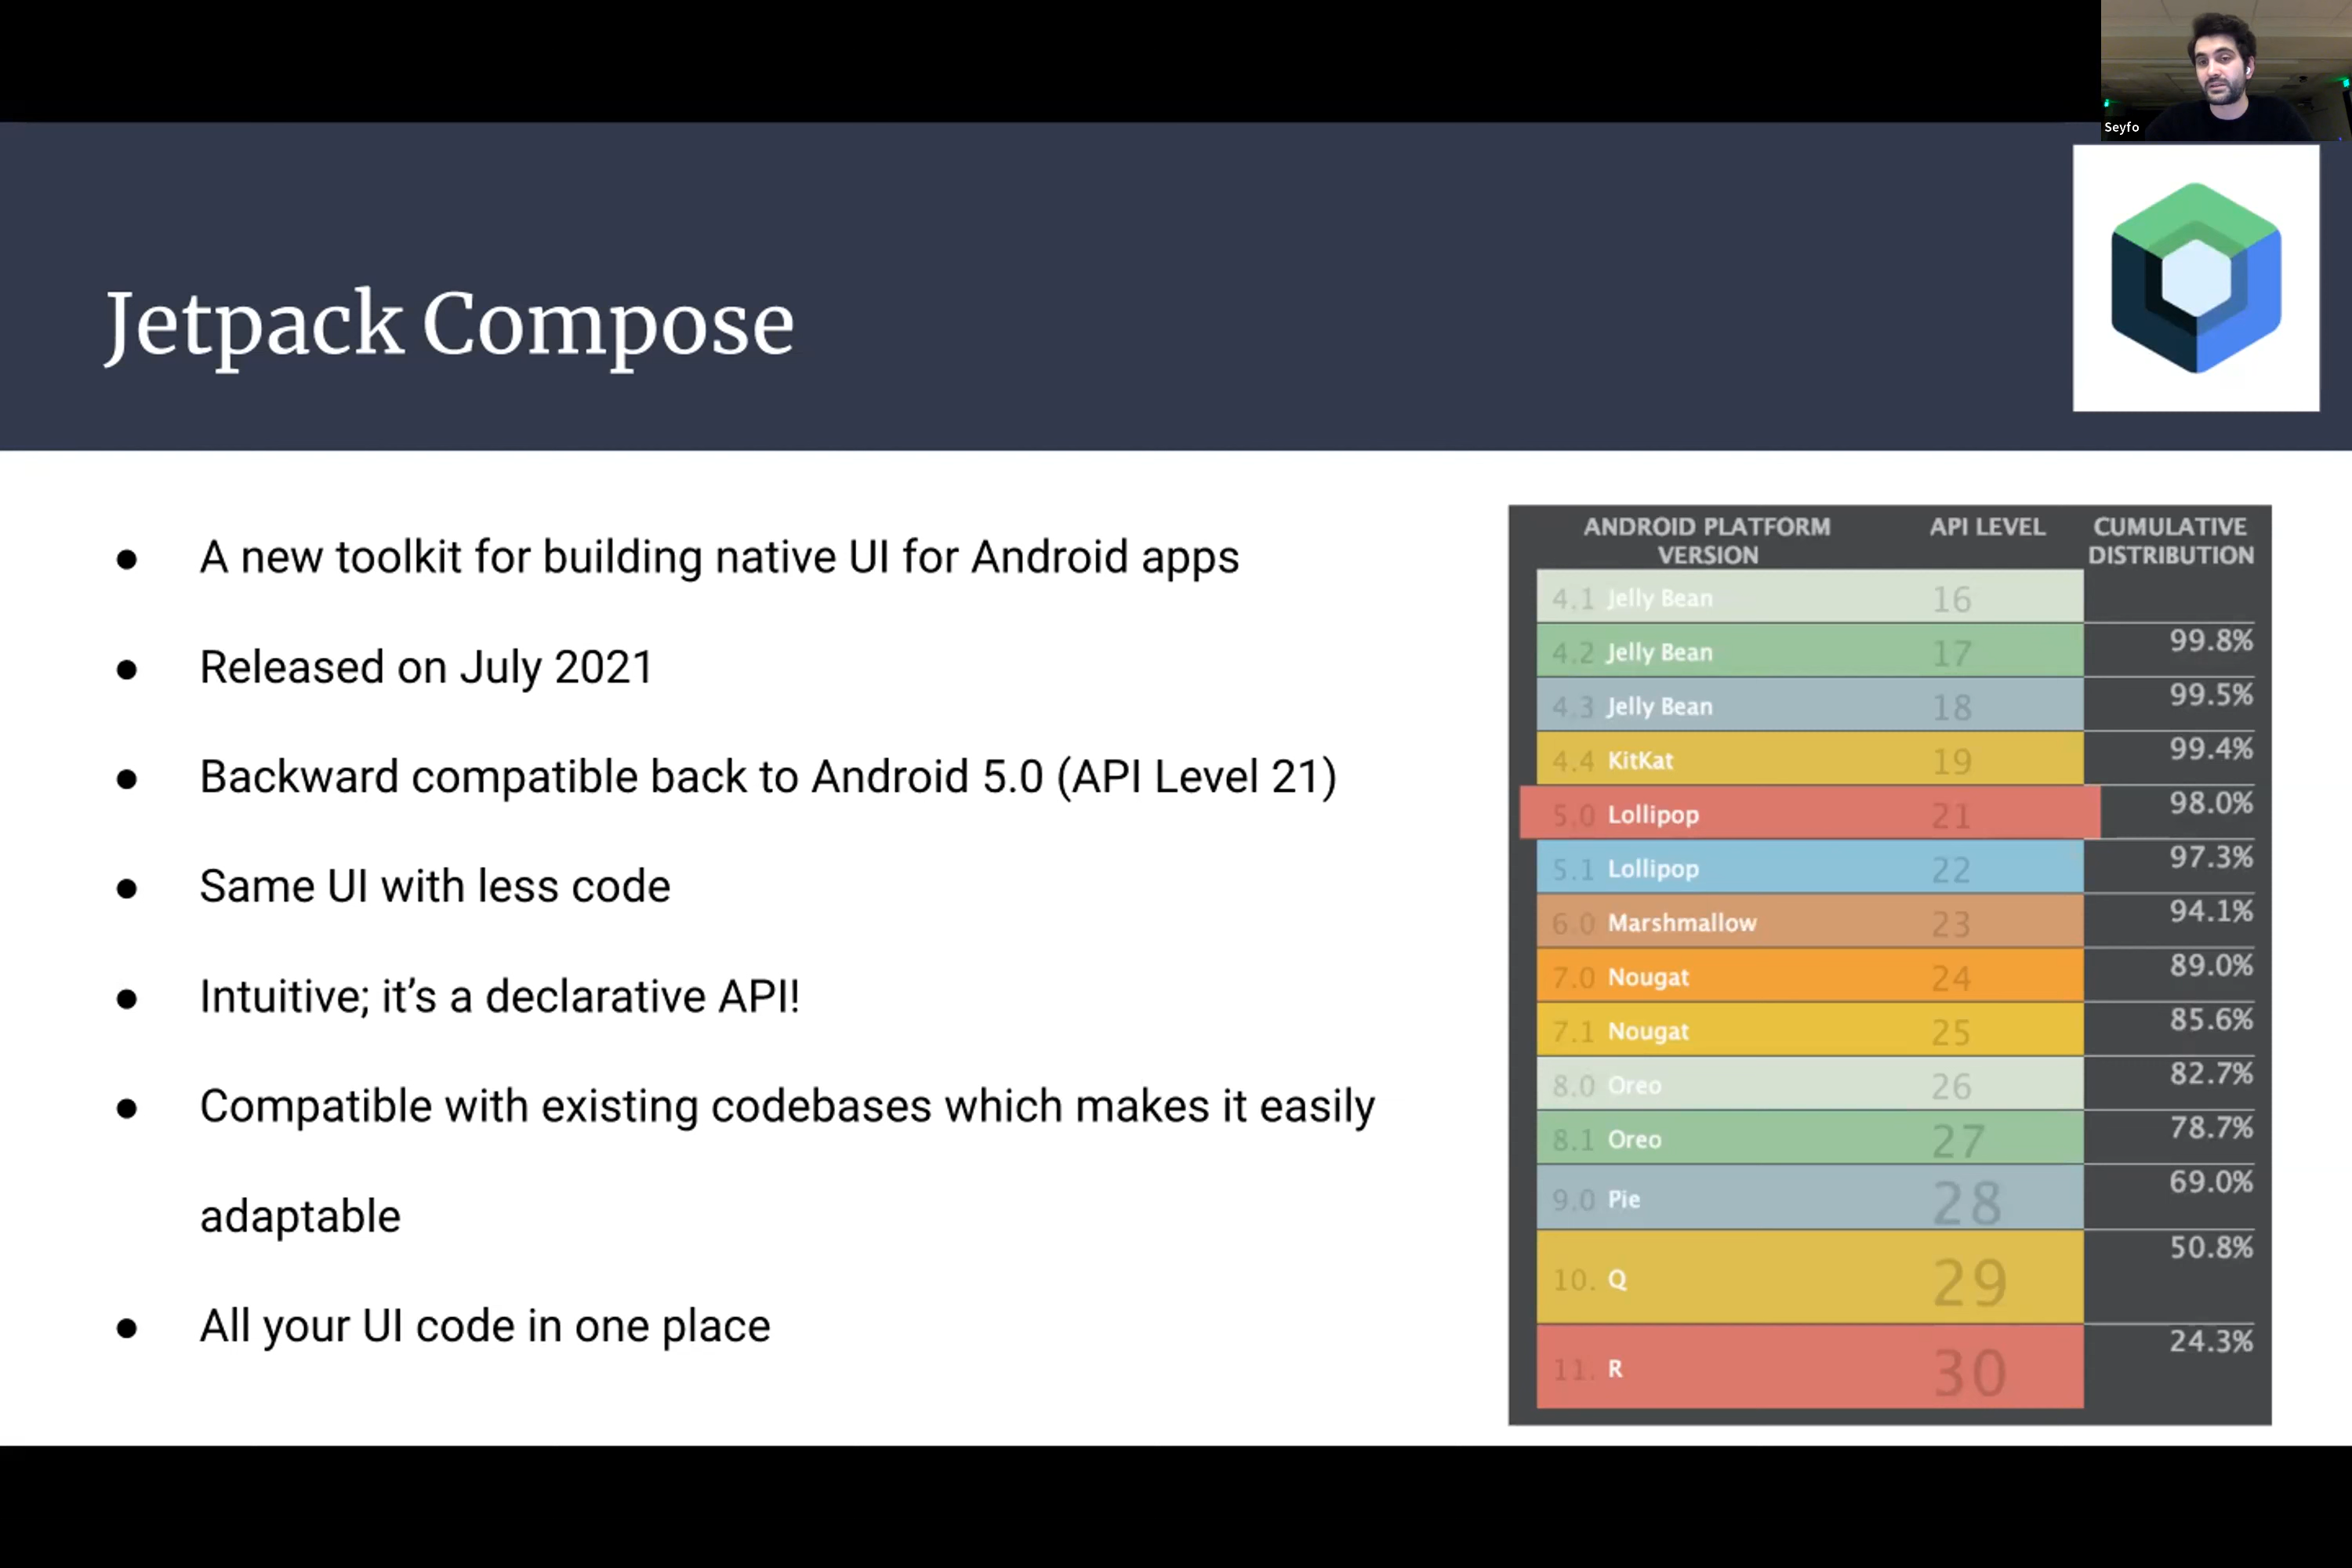 Seyfo
Jetpack Compose
● A new toolkit for building native UI for Android apps
● Released on July 2021
● Backward compatible back to Android 5.0 (API Level 21)
● Same UI with less code
● Intuitive; it’s a declarative API!
● Compatible with existing codebases which makes it easily
adaptable
● All your UI code in one place
ANDROID PLATFORM VERSION API LEVEL CUMULATIVE DISTRIBUTION
4.1 Jelly Bean 16
99.8%
4.2 Jelly Bean 17
99.5%
4.3 Jelly Bean 18
99.4%
4.4 KitKat 19
98.0%
5.0 Lollipop 21
97.3%
5.1 Lollipop 22
94.1%
6.0 Marshmallow 23
89.0%
7.0 Nougat 24
85.6%
7.1 Nougat 25
82.7%
8.0 Oreo 26
78.7%
8.1 Oreo 27
69.0%
9.0 Pie 28
50.8%
10. Q 29
24.3%
11. R 30